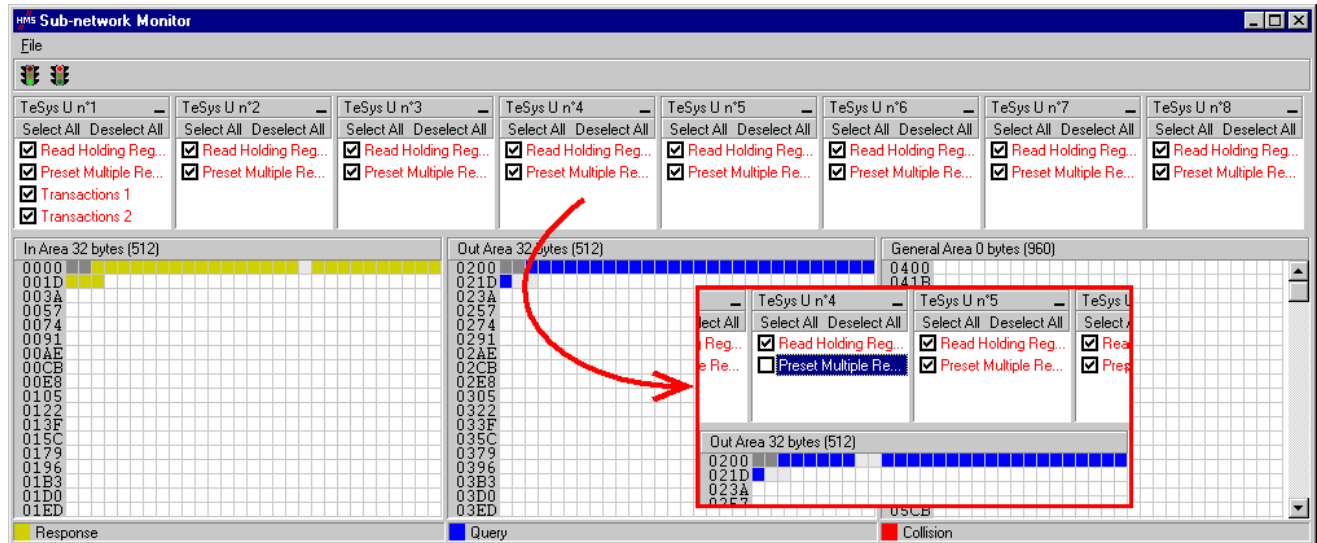 HMS Sub-network Monitor
File
TeSys U n°1 TeSys U n°2 TeSys U n°3 TeSys U n°4 TeSys U n°5 TeSys U n°6 TeSys U n°7 TeSys U n°8
Select All Deselect All Select All Deselect All Select All Deselect All Select All Deselect All Select All Deselect All Select All Deselect All Select All Deselect All Select All Deselect All
Read Holding Reg... Read Holding Reg... Read Holding Reg... Read Holding Reg... Read Holding Reg... Read Holding Reg... Read Holding Reg... Read Holding Reg...
Preset Multiple Re... Preset Multiple Re... Preset Multiple Re... Preset Multiple Re... Preset Multiple Re... Preset Multiple Re... Preset Multiple Re... Preset Multiple Re...
Transactions 1
Transactions 2
In Area 32 bytes (512)
0000
001D
003A
0057
0074
0091
00AE
00CB
00E8
0105
0122
013F
015C
0179
0196
01B3
01D0
01ED
Out Area 32 bytes (512)
0200
021D
023A
0257
0274
0291
02AE
02CB
02E8
0305
0322
033F
035C
0379
0396
03B3
03D0
03ED
General Area 0 bytes (960)
0400
041B
05CB
TeSys U n°4 TeSys U n°5 TeSys U
lect All Select All Deselect All Select All Deselect All Select
Reg... Read Holding Reg... Read Holding Reg... Rea
e Re... Preset Multiple Re... Preset Multiple Re... Pres
Out Area 32 bytes (512)
0200
021D
023A
0257
Response Query Collision